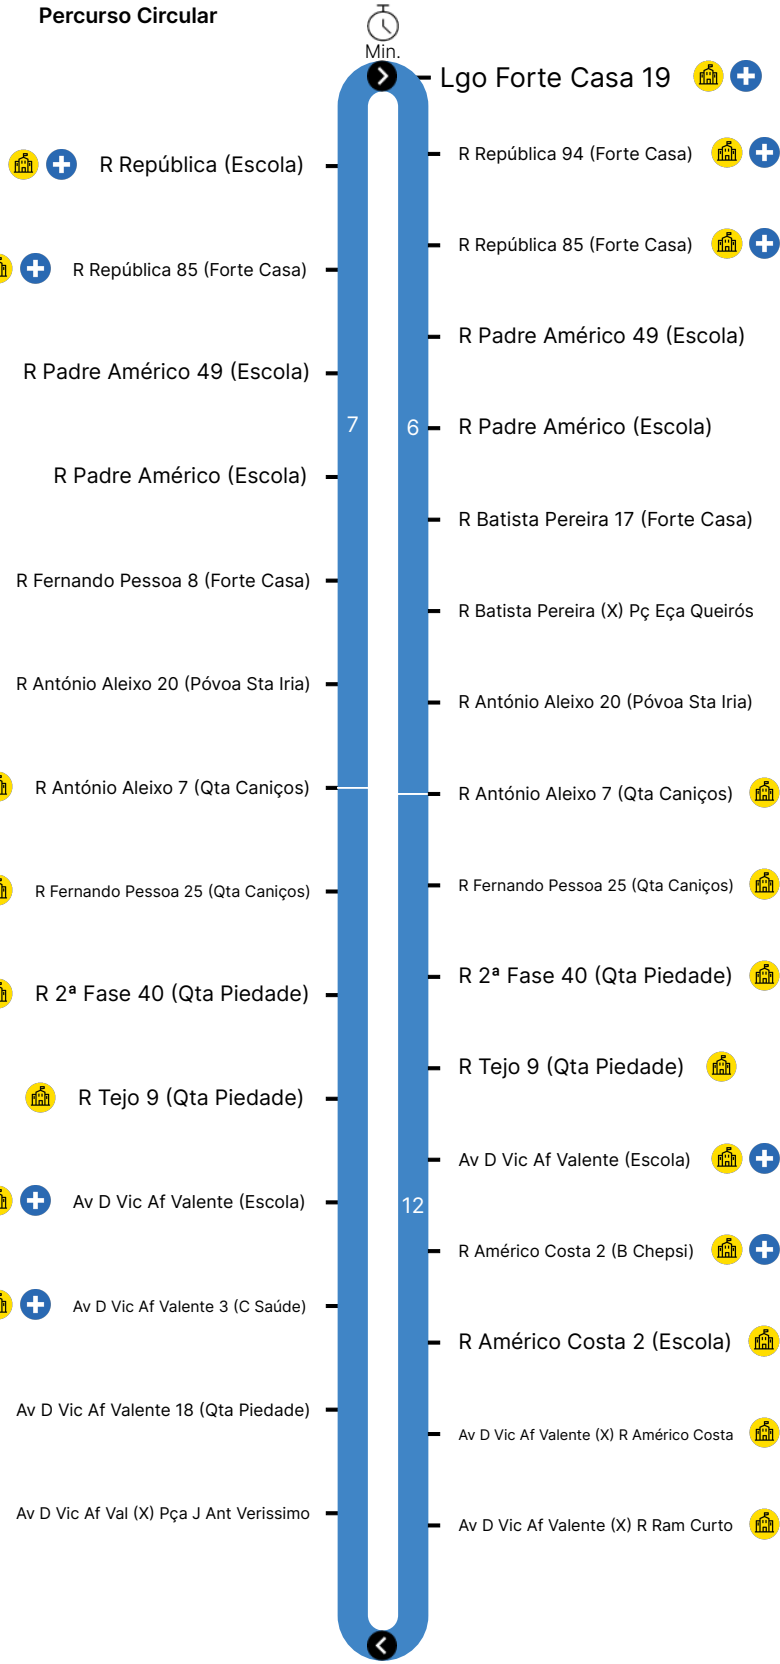 Percurso Circular
Min.
Lgo Forte Casa 19
R República 94 (Forte Casa)
R República (Escola)
R República 85 (Forte Casa)
R República 85 (Forte Casa)
R Padre Américo 49 (Escola)
R Padre Américo 49 (Escola)
7
6
R Padre Américo (Escola)
R Padre Américo (Escola)
R Batista Pereira 17 (Forte Casa)
R Fernando Pessoa 8 (Forte Casa)
R Batista Pereira (X) Pç Eça Queirós
R António Aleixo 20 (Póvoa Sta Iria)
R António Aleixo 20 (Póvoa Sta Iria)
R António Aleixo 7 (Qta Caniços)
R António Aleixo 7 (Qta Caniços)
R Fernando Pessoa 25 (Qta Caniços)
R Fernando Pessoa 25 (Qta Caniços)
R 2ª Fase 40 (Qta Piedade)
R 2ª Fase 40 (Qta Piedade)
R Tejo 9 (Qta Piedade)
R Tejo 9 (Qta Piedade)
Av D Vic Af Valente (Escola)
Av D Vic Af Valente (Escola)
12
R Américo Costa 2 (B Chepsi)
Av D Vic Af Valente 3 (C Saúde)
R Américo Costa 2 (Escola)
Av D Vic Af Valente 18 (Qta Piedade)
Av D Vic Af Valente (X) R Américo Costa
Av D Vic Af Val (X) Pça J Ant Verissimo
Av D Vic Af Valente (X) R Ram Curto